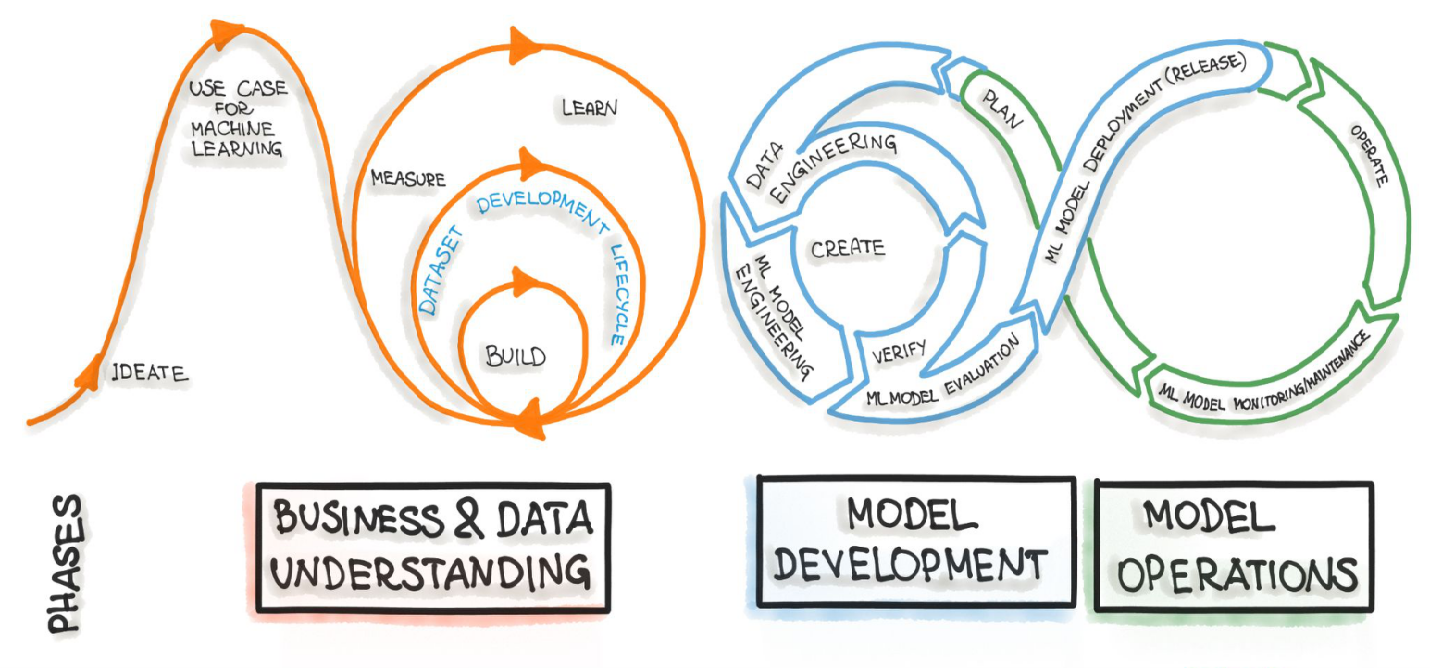 USE CASE
FOR
MACHINE
LEARNING
IDEATE
LEARN
MEASURE
DATASET DEVELOPMENT LIFECYCLE
BUILD
DATA
ENGINEERING
PLAN
CREATE
ML MODEL
ENGINEERING
VERIFY
ML MODEL EVALUATION
ML MODEL DEPLOYMENT (RELEASE)
OPERATE
ML MODEL MONITORING/MAINTENANCE
PHASES
BUSINESS & DATA
UNDERSTANDING
MODEL
DEVELOPMENT
MODEL
OPERATIONS